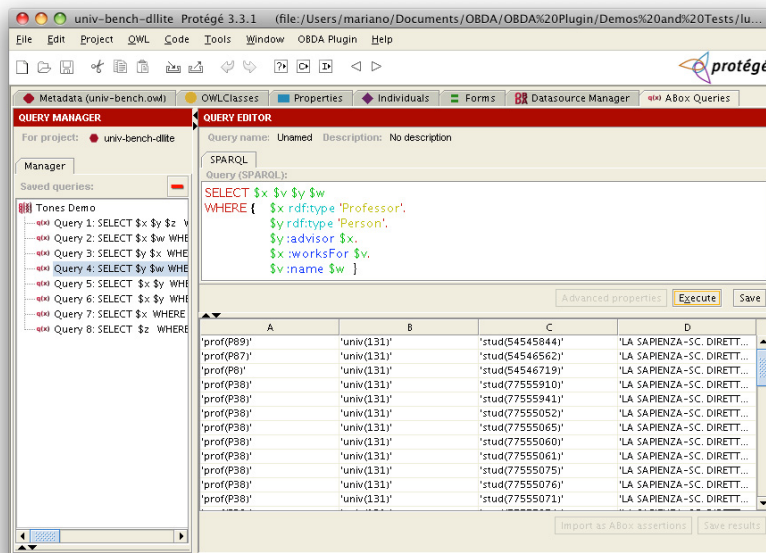 univ-bench-dllite Protégé 3.3.1 (file:/Users/mariano/Documents/OBDA/OBDA%20Plugin/Demos%20and%20Tests/lu...
File Edit Project OWL Code Tools Window OBDA Plugin Help
protégé
Metadata (univ-bench.owl) OWLClasses Properties Individuals Forms Datasource Manager q(x) ABox Queries
QUERY MANAGER
For project: univ-bench-dllite
Manager
Saved queries:
Tones Demo
q(x) Query 1: SELECT $x $y $z W
q(x) Query 2: SELECT $x $w WHE
q(x) Query 3: SELECT $y $x WHE
q(x) Query 4: SELECT $y $w WHE
q(x) Query 5: SELECT $x $y WHE
q(x) Query 6: SELECT $x $y WHE
q(x) Query 7: SELECT $x WHERE
q(x) Query 8: SELECT $z WHERE
QUERY EDITOR
Query name: Unamed Description: No description
SPARQL
Query (SPARQL):
SELECT $x $v $y $w
WHERE { $x rdf:type 'Professor'.
$y rdf:type 'Person'.
$y :advisor $x.
$x :worksFor $v.
$v :name $w }
Advanced properties Execute Save
A B C D
'prof(P89)' 'univ(131)' 'stud(54545844)' 'LA SAPIENZA-SC. DIRETT...
'prof(P87)' 'univ(131)' 'stud(54546562)' 'LA SAPIENZA-SC. DIRETT...
'prof(P8)' 'univ(131)' 'stud(54546719)' 'LA SAPIENZA-SC. DIRETT...
'prof(P38)' 'univ(131)' 'stud(77555910)' 'LA SAPIENZA-SC. DIRETT...
'prof(P38)' 'univ(131)' 'stud(77555941)' 'LA SAPIENZA-SC. DIRETT...
'prof(P38)' 'univ(131)' 'stud(77555052)' 'LA SAPIENZA-SC. DIRETT...
'prof(P38)' 'univ(131)' 'stud(77555065)' 'LA SAPIENZA-SC. DIRETT...
'prof(P38)' 'univ(131)' 'stud(77555060)' 'LA SAPIENZA-SC. DIRETT...
'prof(P38)' 'univ(131)' 'stud(77555061)' 'LA SAPIENZA-SC. DIRETT...
'prof(P38)' 'univ(131)' 'stud(77555075)' 'LA SAPIENZA-SC. DIRETT...
'prof(P38)' 'univ(131)' 'stud(77555076)' 'LA SAPIENZA-SC. DIRETT...
'prof(P38)' 'univ(131)' 'stud(77555071)' 'LA SAPIENZA-SC. DIRETT...
Import as ABox assertions Save results